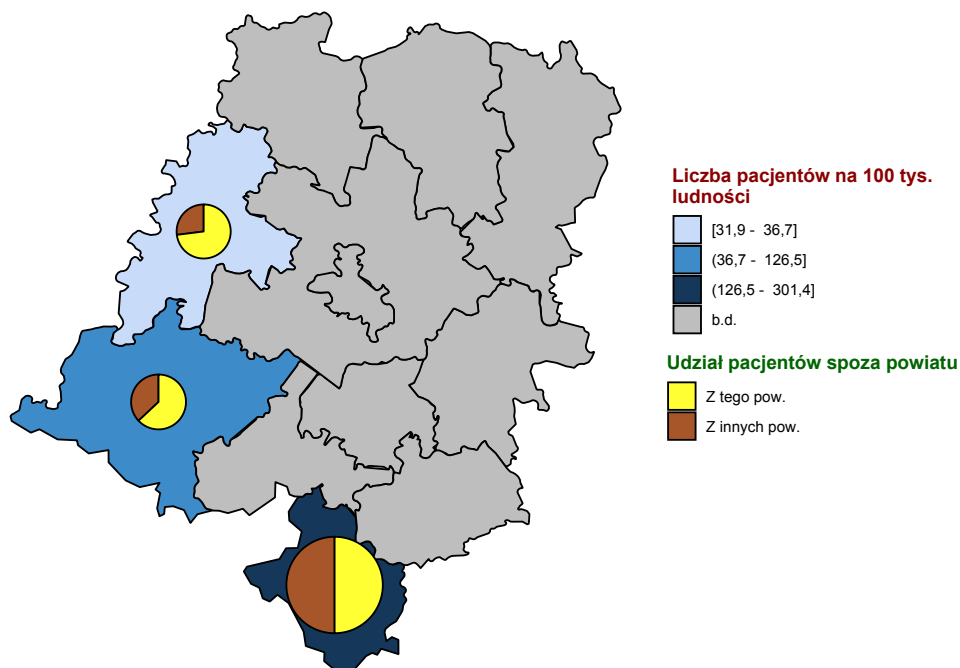 Liczba pacjentów na 100 tys.
ludności
[31,9 - 36,7]
(36,7 - 126,5]
(126,5 - 301,4]
b.d.
Udział pacjentów spoza powiatu
Z tego pow.
Z innych pow.